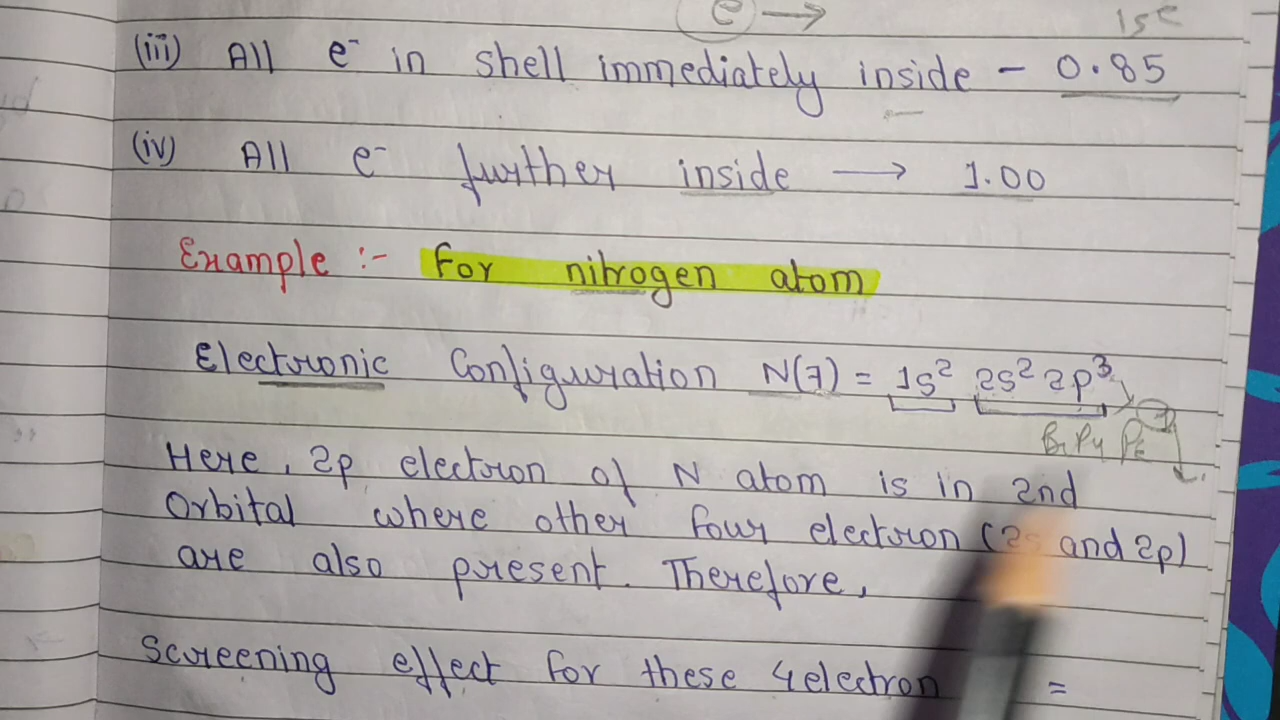 e →
1s
(iii) All e⁻ in shell immediately inside - 0.85
(iv) All e⁻ further inside → 1.00
Example :- For nitrogen atom
Electronic Configuration N(7) = 1s² 2s² 2p³
Here, 2p electron of N atom is in 2nd
Orbital where other four electron (2s and 2p)
are also present. Therefore,
Screening effect for these 4 electron =